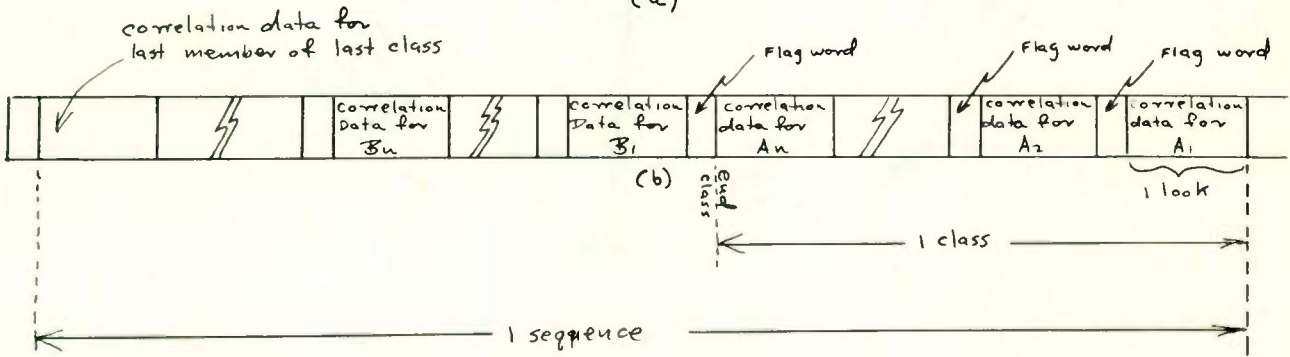 (a)
correlation data for
last member of last class
Flag word
Flag word
Flag word
correlation
Data for
Bn
correlation
Data for
B1
correlation
data for
An
correlation
data for
A2
correlation
data for
A1
(b)
end
class
1 look
1 class
1 sequence